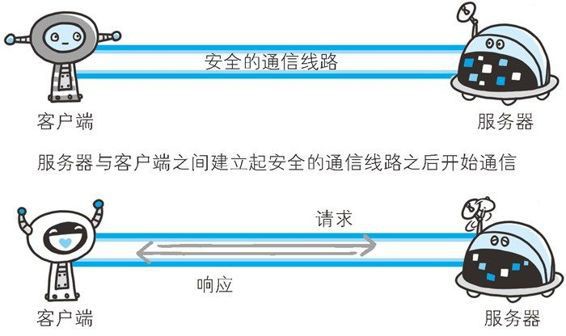 安全的通信线路
客户端
服务器
服务器与客户端之间建立起安全的通信线路之后开始通信
请求
响应
客户端
服务器